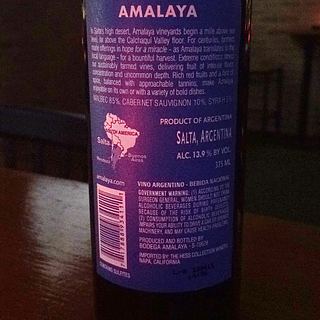 AMALAYA
In Salta's high desert, Amalaya vineyards begin a mile above sea
level, far above the Calchaquí Valley floor. For centuries, farmers
made offerings in hope for a miracle - as Amalaya translates in the
local language - for a bountiful harvest. Extreme conditions stress
our sustainably farmed vines, delivering fruit of intense flavor
concentration and uncommon depth. Rich red fruits and a hint of
spice, balanced with approachable tannins, make Amalaya
enjoyable on its own or with a variety of bold dishes.
MALBEC 85%, CABERNET SAUVIGNON 10%, SYRAH 5%
PRODUCT OF ARGENTINA
SALTA, ARGENTINA
ALC. 13.9 % BY VOL.
375 ML
SOUTH AMERICA
Salta
Mendoza
Buenos
Aires
amalaya.com
VINO ARGENTINO - BEBIDA NACIONAL
GOVERNMENT WARNING: (1) ACCORDING TO THE
SURGEON GENERAL, WOMEN SHOULD NOT DRINK
ALCOHOLIC BEVERAGES DURING PREGNANCY
BECAUSE OF THE RISK OF BIRTH DEFECTS.
(2) CONSUMPTION OF ALCOHOLIC BEVERAGES
IMPAIRS YOUR ABILITY TO DRIVE A CAR OR OPERATE
MACHINERY, AND MAY CAUSE HEALTH PROBLEMS.
PRODUCED AND BOTTLED BY
BODEGA AMALAYA
IMPORTED BY THE HESS COLLECTION WINERY,
NAPA, CALIFORNIA
CONTAINS SULFITES